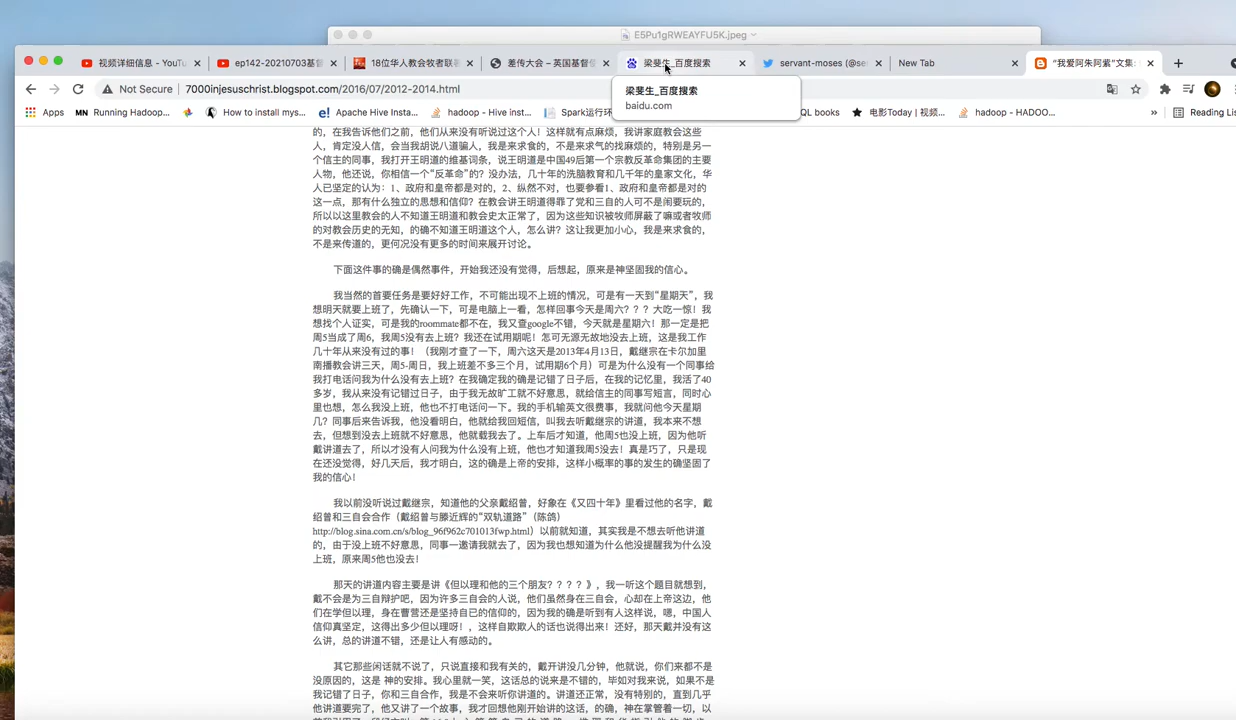 E5Pu1gRWEAYFU5K.jpeg
视频详细信息 - YouTu
ep142-20210703基督
18位华人教会牧者联署
差传大会 – 英国基督信
梁斐生_百度搜索
servant-moses (@se
New Tab
"我爱阿朱阿紫"文集:
Not Secure
7000njesuschrist.blogspot.com/2016/07/2012-2014.html
梁斐生_百度搜索
baidu.com
Apps
Running Hadoop...
How to install mys...
Apache Hive Insta...
hadoop - Hive inst...
Spark运行环
QL books
电影Today | 视频...
hadoop - HADOO...
»
Reading Lis
的，在我告诉他们之前，他们从来没有听说过这个人！这样就有点麻烦，我讲家庭教会这些
人，肯定没人信，会当我胡说八道骗人，我是来求食的，不是来求气的找麻烦的，特别是另一
个信主的同事，我打开王明道的维基词条，说王明道是中国49后第一个宗教反革命集团的主要
人物，他还说，你相信一个"反革命"的？没办法，几十年的洗脑教育和几千年的皇家文化，华
人已坚定的认为：1、政府和皇帝都是对的，2、纵然不对，也要参看1、政府和皇帝都是对的
这一点，那有什么独立的思想和信仰？在教会讲王明道得罪了党和三自的人可不是闹要玩的，
所以以这里教会的人不知道王明道和教会史太正常了，因为这些知识被牧师屏蔽了嘛或者牧师
的对教会历史的无知，的确不知道王明道这个人，怎么讲？这让我更加小心，我是来求食的，
不是来传道的，更何况没有更多的时间来展开讨论。
下面这件事的确是偶然事件，开始我还没有觉得，后想起，原来是神坚固我的信心。
我当然的首要任务是要好好工作，不可能出现不上班的情况，可是有一天到"星期天"，我
想明天就要上班了，先确认一下，可是电脑上一看，怎样回事今天是周六？？？大吃一惊！我
想找个人证实，可是我的roommate都不在，我又查google不错，今天就是星期六！那一定是把
周5当成了周6，我周5没有去上班？我还在试用期呢！怎可无源无故地没去上班，这是我工作
几十年从来没有过的事！（我刚才查了一下，周六这天是2013年4月13日，戴继宗在卡尔加里
南播教会讲三天，周5-周日，我上班差不多三个月，试用期6个月）可是为什么没有一个同事给
我打电话问我为什么没有去上班？在我确定我的确是记错了日子后，在我的记忆里，我活了40
多岁，我从来没有记错过日子，由于我无故旷工就不好意思，就给信主的同事写短言，同时心
里也想，怎么我没上班，他也不打电话问一下。我的手机输英文很费事，我就问他今天星期
几？同事后来告诉我，他没看明白，他就给我回短信，叫我去听戴继宗的讲道，我本来不想
去，但想到没去上班就不好意思，他就载我去了。上车后才知道，他周5也没上班，因为他听
戴讲道去了，所以才没有人问我为什么没有上班，他也才知道我周5没去！真是巧了，只是现
在还没觉得，好几天后，我才明白，这的确是上帝的安排，这样小概率的事的发生的确坚固了
我的信心！
我以前没听说过戴继宗，知道他的父亲戴绍曾，好象在《又四十年》里看过他的名字，戴
绍曾和三自会合作（戴绍曾与滕近辉的"双轨道路"（陈鸽）
http://blog.sina.com.cn/s/blog_96f962c701013fwp.html）以前就知道，其实我是不想去听他讲道
的，由于没上班不好意思，同事一邀请我就去了，因为我也想知道为什么他没提醒我为什么没
上班，原来周5他也没去！
那天的讲道内容主要是讲《但以理和他的三个朋友？？？？》，我一听这个题目就想到，
戴不会是为三自辩护吧，因为许多三自会的人说，他们虽然身在三自会，心却在上帝这边，他
们在学但以理，身在曹营还是坚持自已的信仰的，因为我的确是听到有人这样说，嗯，中国人
信仰真坚定，这得出多少但以理呀！，这样自欺欺人的话也说得出来！还好，那天戴并没有这
么讲，总的讲道不错，还是让人有感动的。
其它那些闲话就不说了，只说直接和我有关的，戴开讲没几分钟，他就说，你们来都不是
没原因的，这是 神的安排。我心里就一笑，这话总的说来是不错的，毕如对我来说，如果不是
我记错了日子，你和三自合作，我是不会来听你讲道的。讲道还正常，没有特别的，直到几乎
他讲道要完了，他又讲了一个故事，我才回想他刚开始讲的这话，的确，神在掌管着一切，以